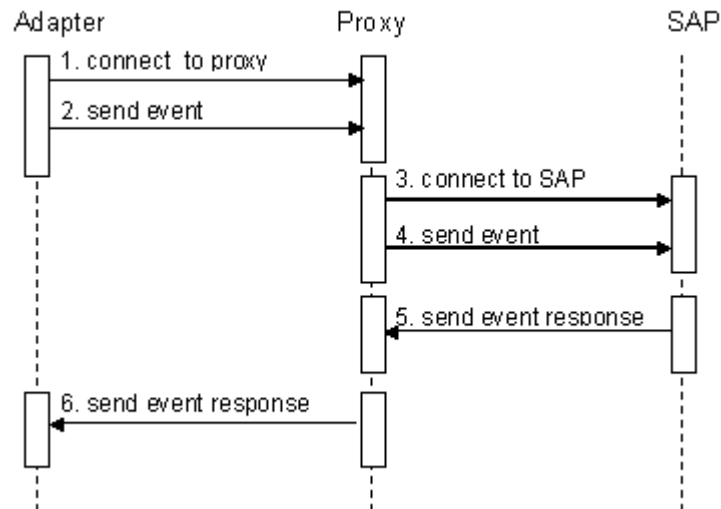 Adapter Proxy SAP
1. connect to proxy
2. send event
3. connect to SAP
4. send event
5. send event response
6. send event response